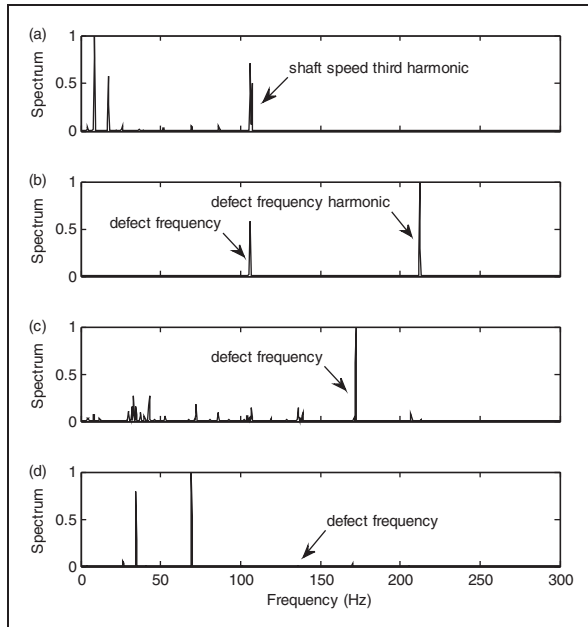 (a)
1
0.5
0
Spectrum
shaft speed third harmonic
(b)
1
0.5
0
Spectrum
defect frequency
defect frequency harmonic
(c)
1
0.5
0
Spectrum
defect frequency
(d)
1
0.5
0
Spectrum
defect frequency
0 50 100 150 200 250 300
Frequency (Hz)